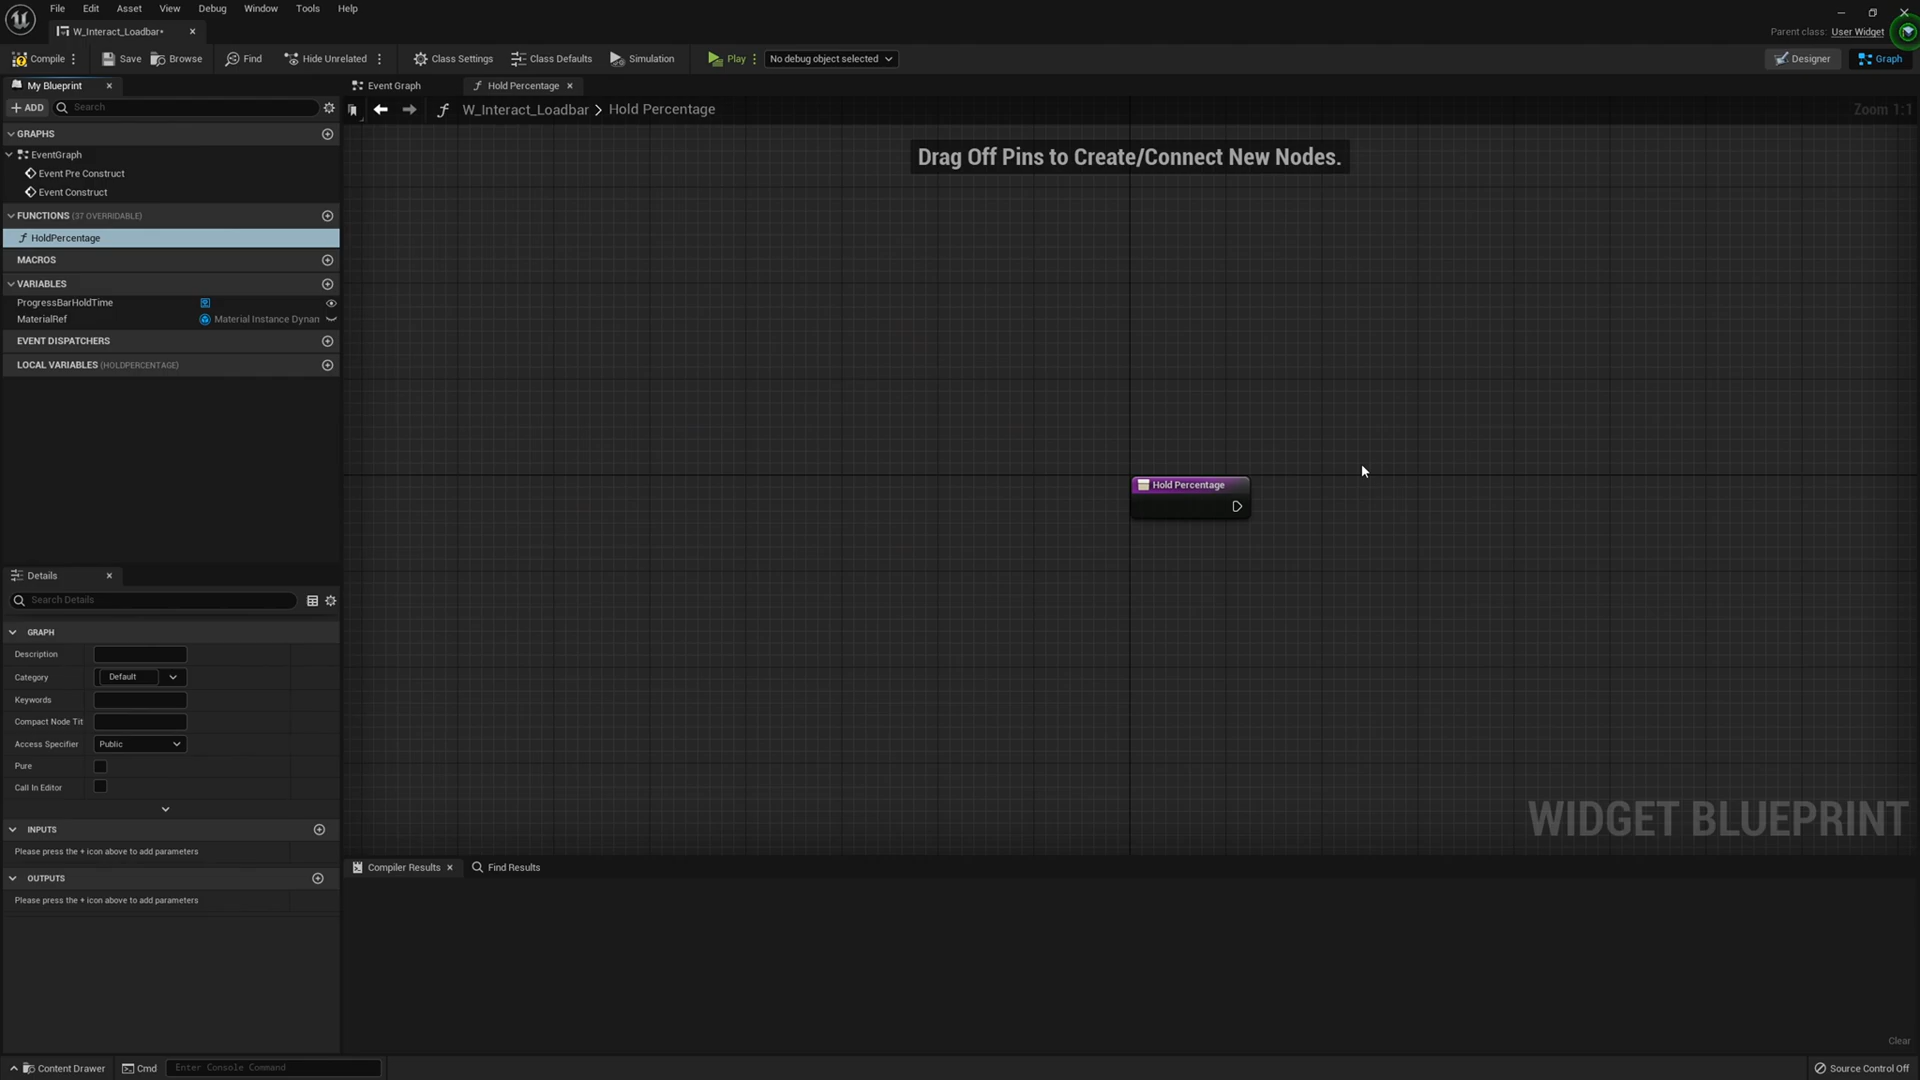 File Edit Asset View Debug Window Tools Help
W_Interact_Loadbar•
Parent class: User Widget
Compile Save Browse Find Hide Unrelated Class Settings Class Defaults Simulation Play No debug object selected Designer Graph
My Blueprint Event Graph Hold Percentage
ADD Search W_Interact_Loadbar > Hold Percentage Zoom 1:1
GRAPHS
EventGraph
Event Pre Construct
Event Construct
FUNCTIONS (37 OVERRIDABLE)
HoldPercentage
MACROS
VARIABLES
ProgressBarHoldTime
MaterialRef Material Instance Dynan
EVENT DISPATCHERS
LOCAL VARIABLES (HOLDPERCENTAGE)
Drag Off Pins to Create/Connect New Nodes.
Hold Percentage
WIDGET BLUEPRINT
Details
Search Details
GRAPH
Description
Category Default
Keywords
Compact Node Tit
Access Specifier Public
Pure
Call In Editor
INPUTS
Please press the + icon above to add parameters
OUTPUTS
Please press the + icon above to add parameters
Compiler Results Find Results
Clear
Content Drawer Cmd Enter Console Command Source Control Off